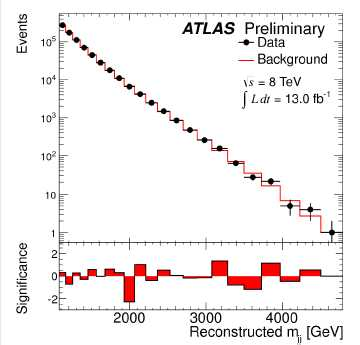 Events
ATLAS Preliminary
Data
Background
√s = 8 TeV
∫ Ldt = 13.0 fb⁻¹
10⁵
10⁴
10³
10²
10
1
Significance
2
0
-2
2000
3000
4000
Reconstructed m_jj [GeV]